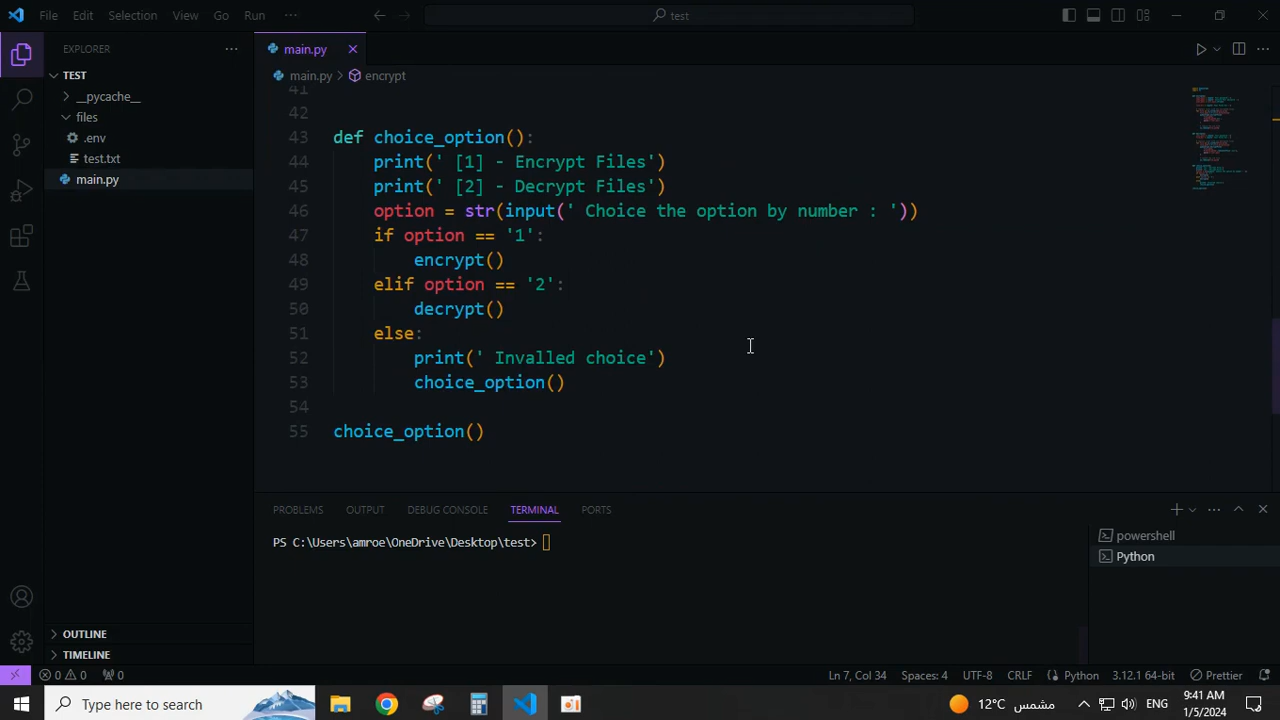 File Edit Selection View Go Run ··· test
EXPLORER ···
TEST
__pycache__
files
.env
test.txt
main.py
OUTLINE
TIMELINE
main.py
main.py > encrypt
41
42
43 def choice_option():
44 print(' [1] - Encrypt Files')
45 print(' [2] - Decrypt Files')
46 option = str(input(' Choice the option by number : '))
47 if option == '1':
48 encrypt()
49 elif option == '2':
50 decrypt()
51 else:
52 print(' Invalled choice')
53 choice_option()
54
55 choice_option()
PROBLEMS OUTPUT DEBUG CONSOLE TERMINAL PORTS
PS C:\Users\amroe\OneDrive\Desktop\test>
powershell
Python
0 0 0 Ln 7, Col 34 Spaces: 4 UTF-8 CRLF Python 3.12.1 64-bit Prettier
Type here to search 12°C مشمس ENG 9:41 AM
1/5/2024